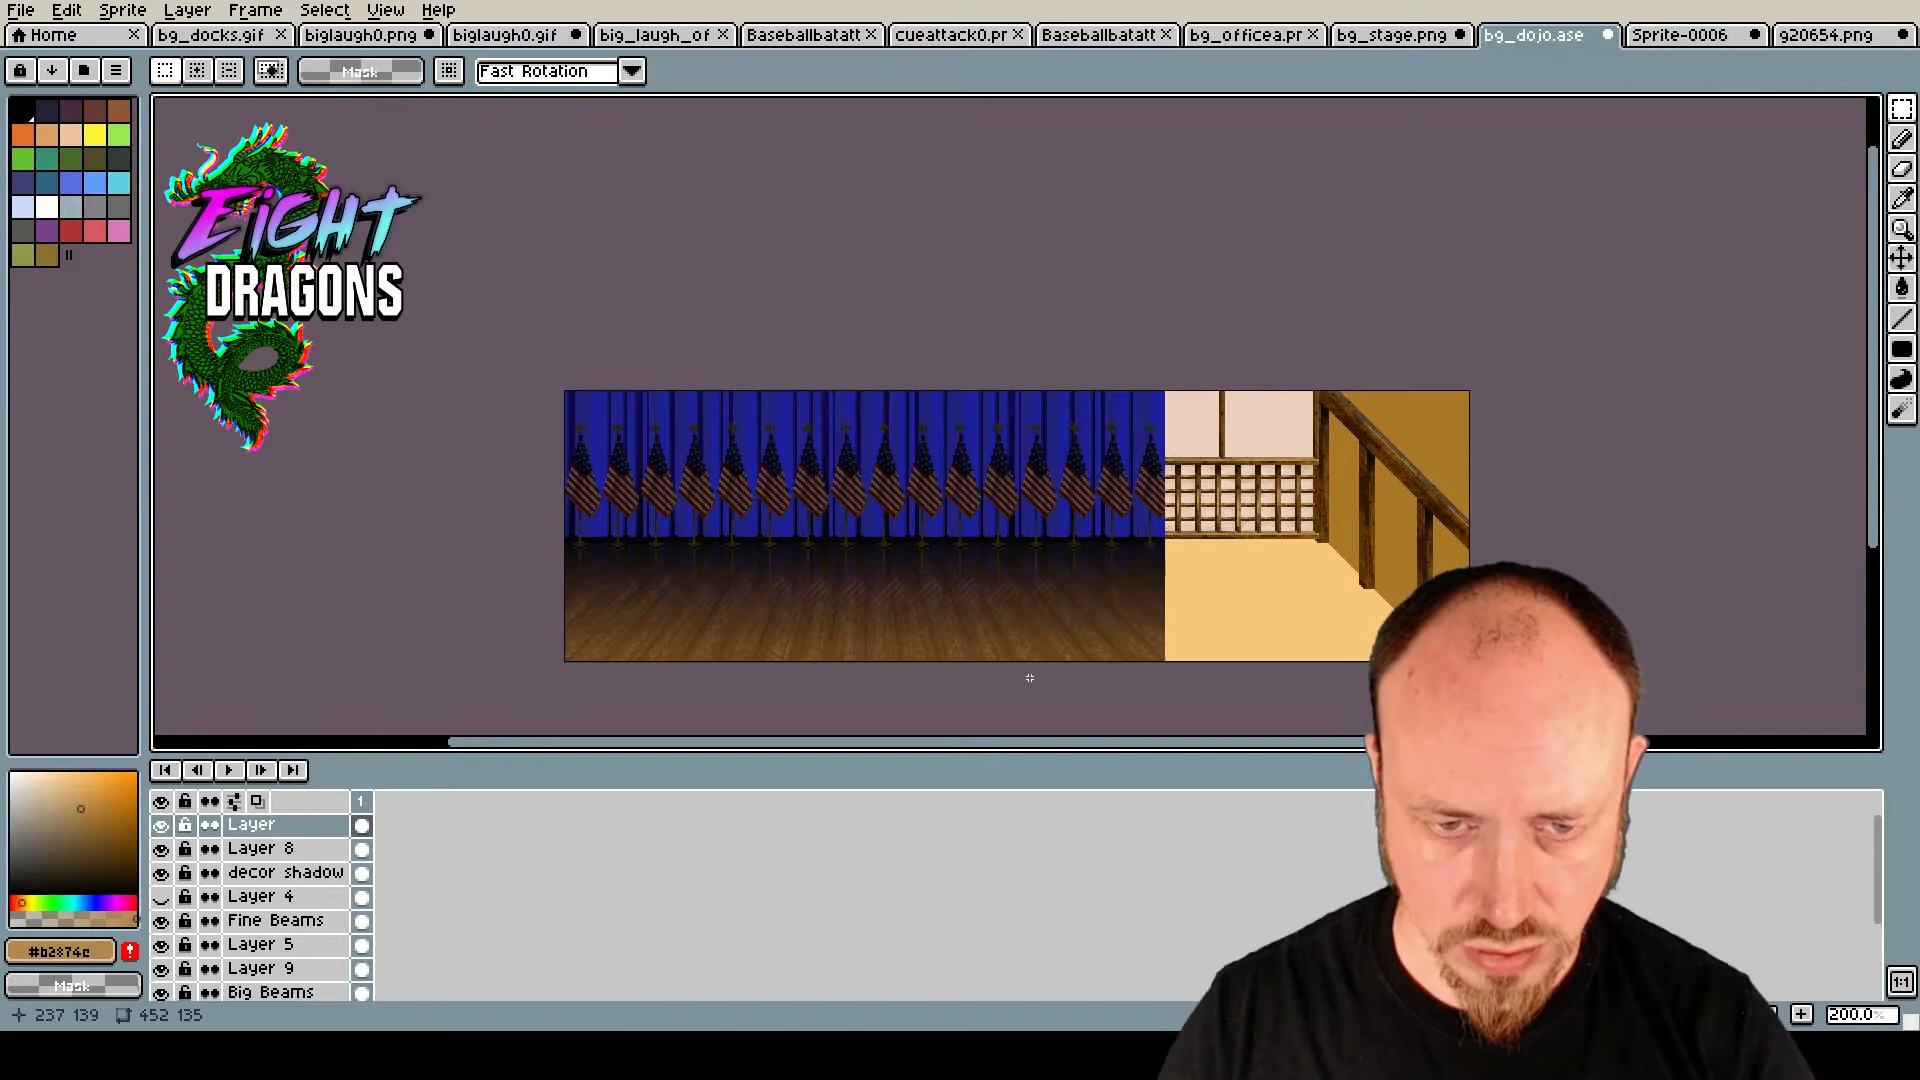 File Edit Sprite Layer Frame Select View Help
Home bg_docks.gif biglaugh0.png biglaugh0.gif big_laugh_of Baseballbatatt cueattack0.pr Baseballbatatt bg_officea.pr bg_stage.png bg_dojo.ase Sprite-0006 g20654.png
Mask Fast Rotation
Eight
DRAGONS
1
Layer
Layer 8
decor shadow
Layer 4
Fine Beams
Layer 5
Layer 9
Big Beams
#b2874c
Mask
1:1
237 139 452 135
200.0%